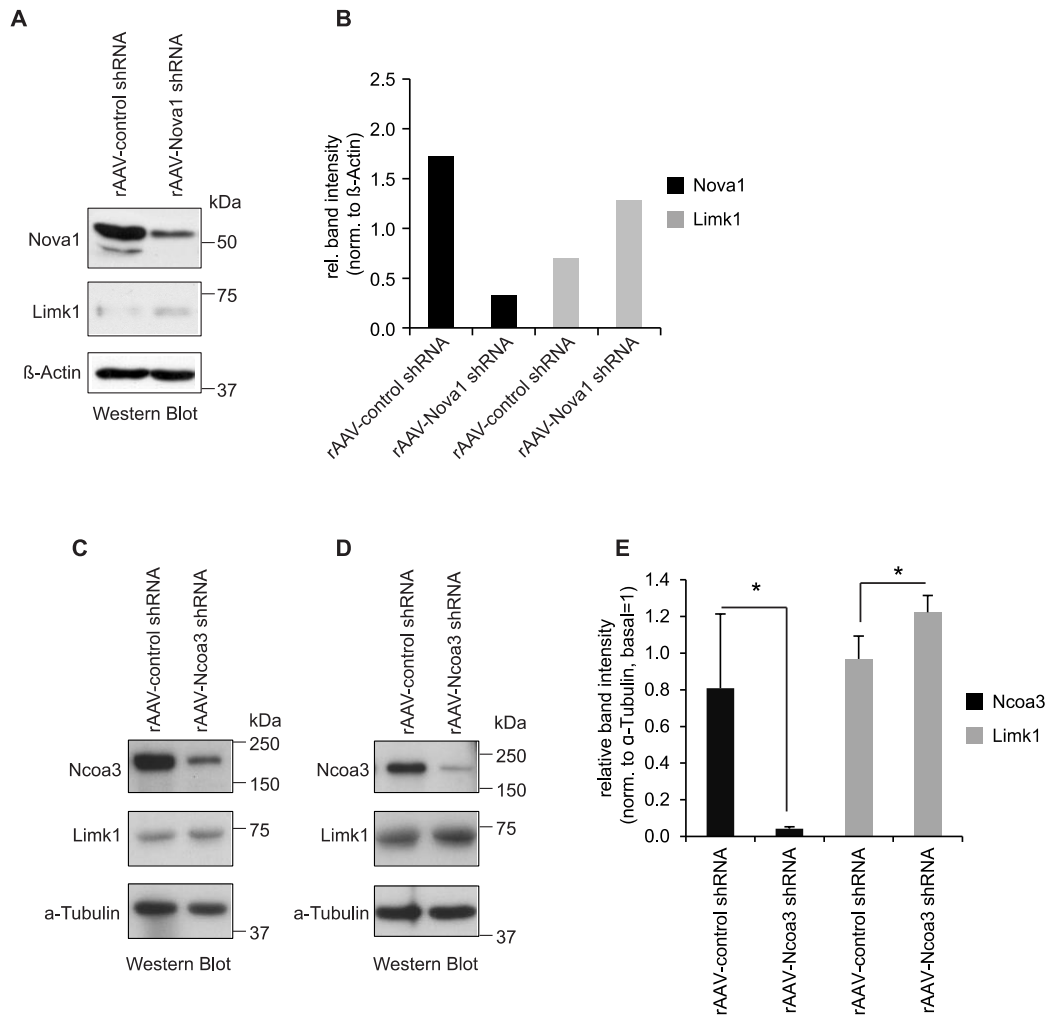 A
rAAV-control shRNA
rAAV-Nova1 shRNA
kDa
Nova1
50
75
Limk1
ß-Actin
37
Western Blot
B
rel. band intensity
(norm. to ß-Actin)
2.5
2.0
1.5
1.0
0.5
0.0
rAAV-control shRNA
rAAV-Nova1 shRNA
rAAV-control shRNA
rAAV-Nova1 shRNA
Nova1
Limk1
C
rAAV-control shRNA
rAAV-Ncoa3 shRNA
kDa
250
Ncoa3
150
Limk1
75
a-Tubulin
37
Western Blot
D
rAAV-control shRNA
rAAV-Ncoa3 shRNA
kDa
250
Ncoa3
150
Limk1
75
a-Tubulin
37
Western Blot
E
relative band intensity
(norm. to α-Tubulin, basal=1)
1.4
1.2
1.0
0.8
0.6
0.4
0.2
0.0
*
*
rAAV-control shRNA
rAAV-Ncoa3 shRNA
rAAV-control shRNA
rAAV-Ncoa3 shRNA
Ncoa3
Limk1